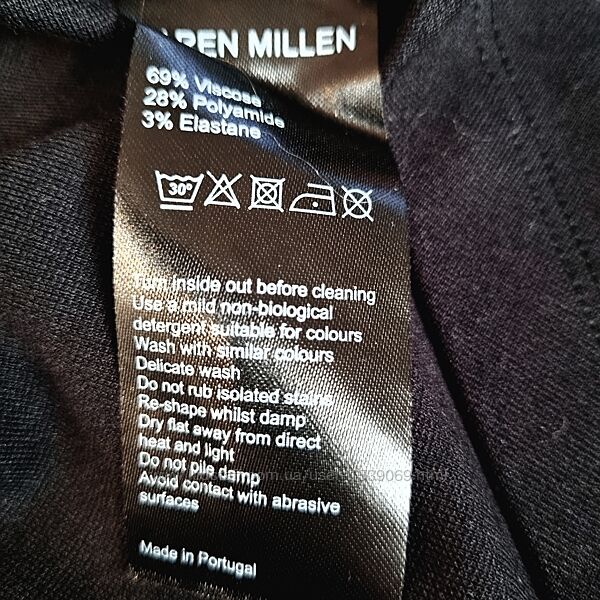 KAREN MILLEN
69% Viscose
28% Polyamide
3% Elastane
30°
Turn inside out before cleaning
Use a mild non-biological
detergent suitable for colours
Wash with similar colours
Delicate wash
Do not rub isolated stains
Re-shape whilst damp
Dry flat away from direct
heat and light
Do not pile damp
Avoid contact with abrasive
surfaces
Made in Portugal